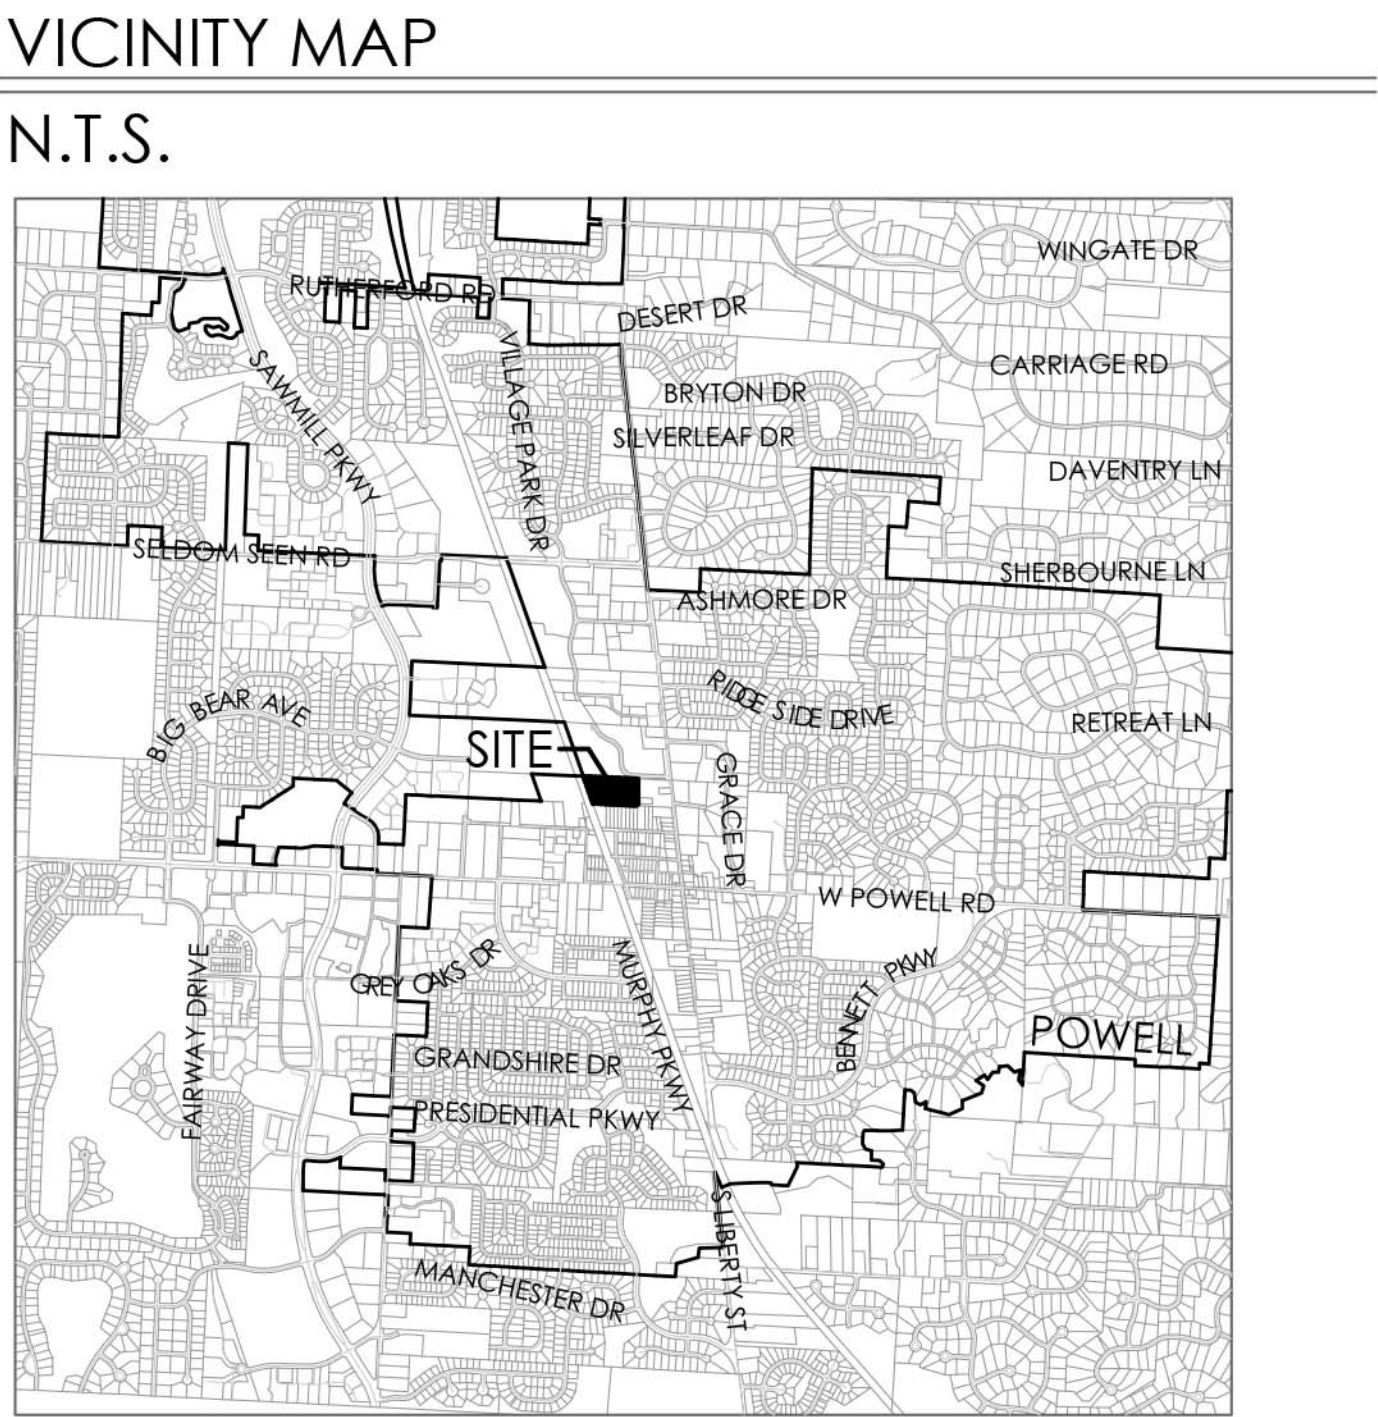 VICINITY MAP
N.T.S.
WINGATE DR
RUTHERFORD RD
DESERT DR
VILLAGE PARK DR
SAWMILL PKWY
CARRIAGE RD
BRYTON DR
SILVERLEAF DR
DAVENTRY LN
SELDOM SEEN RD
SHERBOURNE LN
ASHMORE DR
RIDGE SIDE DRIVE
BIG BEAR AVE
RETREAT LN
SITE
GRACE DR
W POWELL RD
FAIRWAY DRIVE
GREY OAKS DR
MURPHY PKWY
BENNETT PKWY
POWELL
GRANDSHIRE DR
PRESIDENTIAL PKWY
S LIBERTY ST
MANCHESTER DR